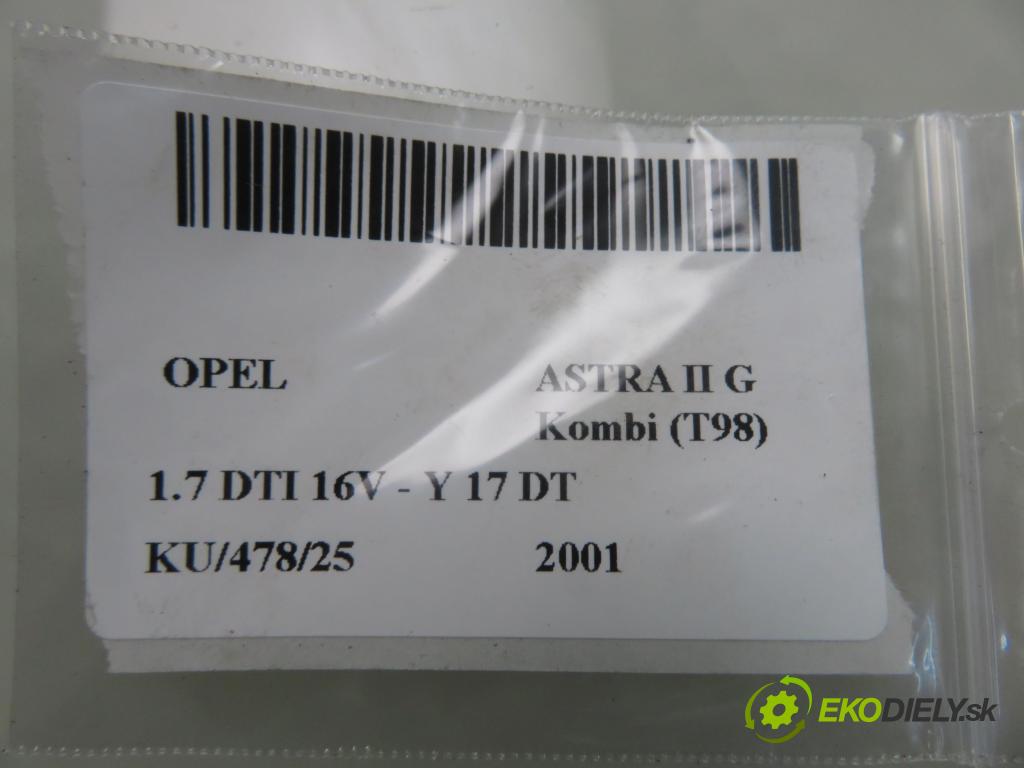 OPEL ASTRA II G
Kombi (T98)
1.7 DTI 16V - Y 17 DT
KU/478/25 2001
EKODIELY.sk